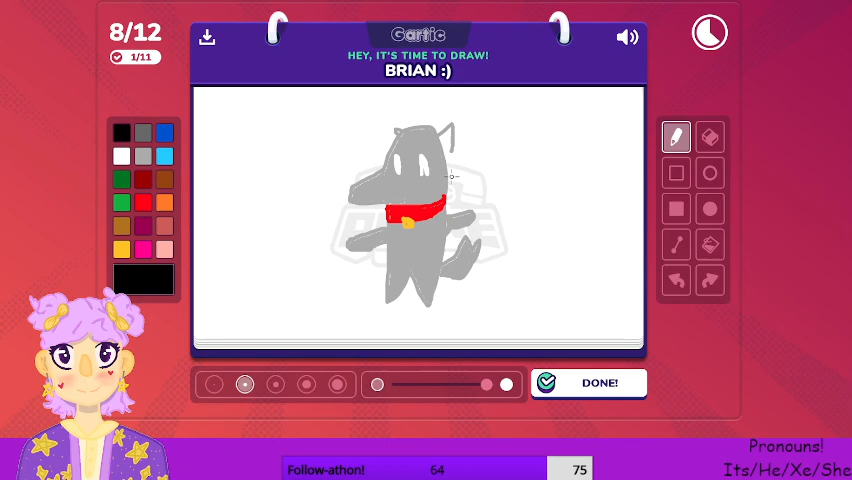 8/12
1/11
Gartic
HEY, IT'S TIME TO DRAW!
BRIAN :)
DONE!
Follow-athon! 64 75
Pronouns!
Its/He/Xe/She